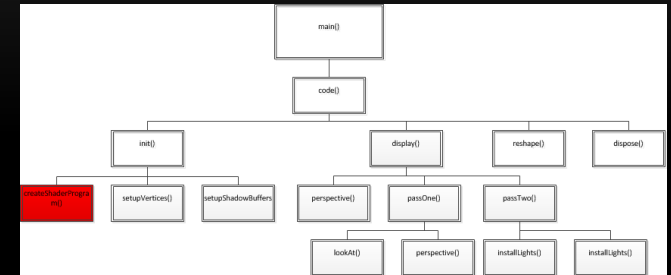 main()
code()
init()
display()
reshape()
dispose()
createShaderProgra
m()
setupVertices()
setupShadowBuffers
perspective()
passOne()
passTwo()
lookAt()
perspective()
installLights()
installLights()